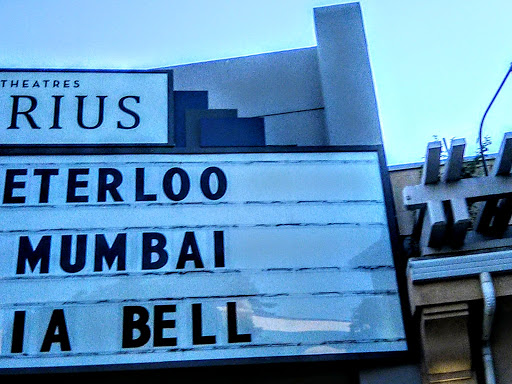 THEATRES
RIUS
ETERLOO
MUMBAI
IA BELL